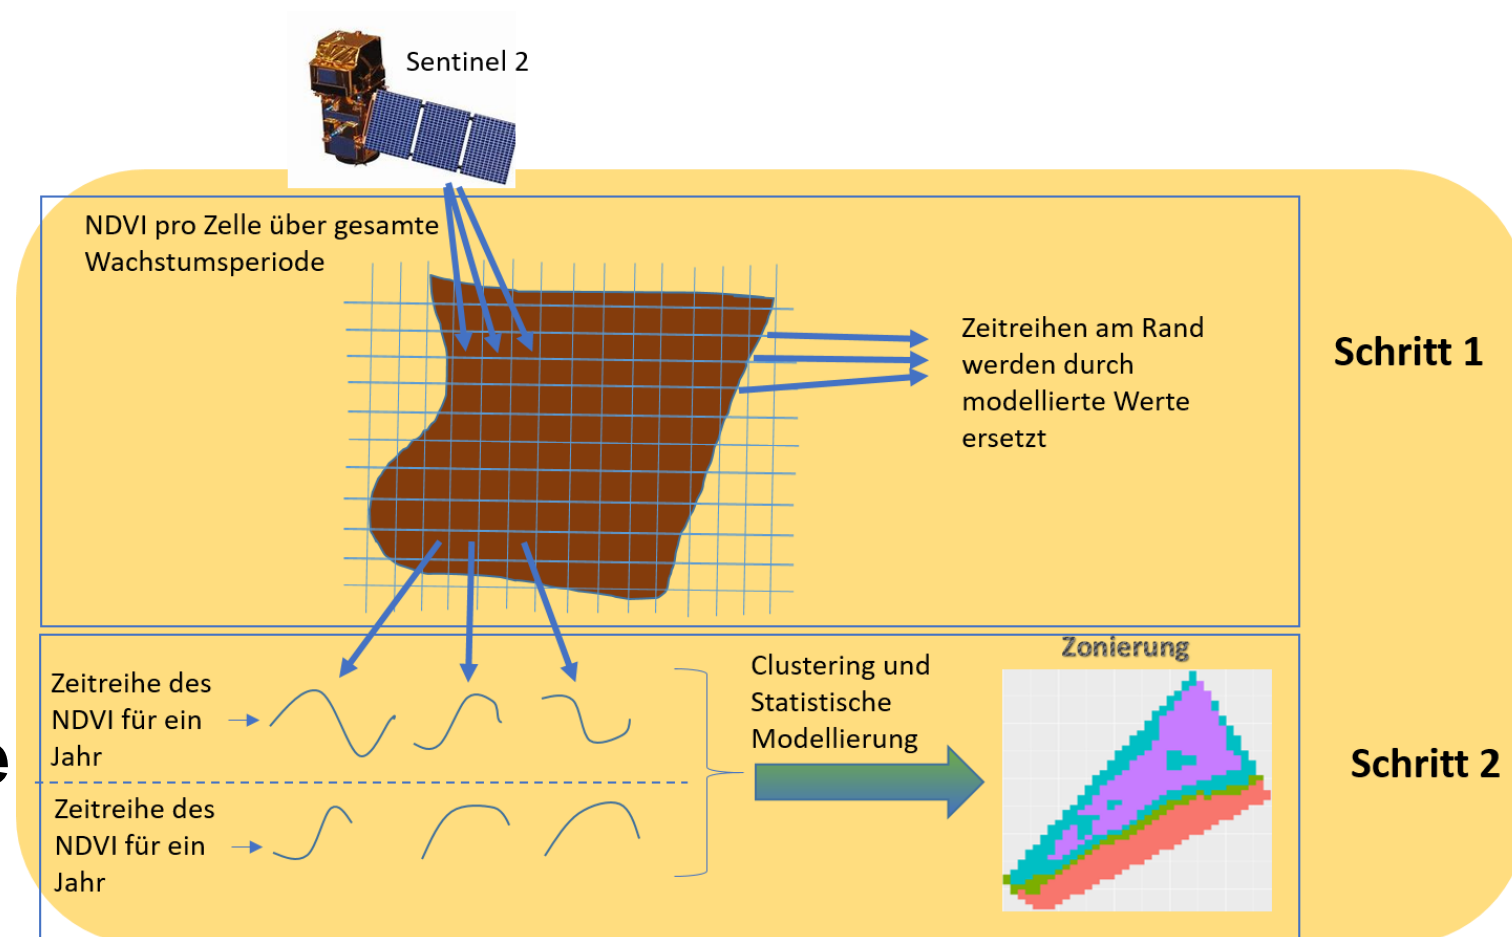 Sentinel 2
NDVI pro Zelle über gesamte
Wachstumsperiode
Zeitreihen am Rand
werden durch
modellierte Werte
ersetzt
Schritt 1
Zeitreihe des
NDVI für ein
Jahr
Zeitreihe des
NDVI für ein
Jahr
Clustering und
Statistische
Modellierung
Zonierung
Schritt 2